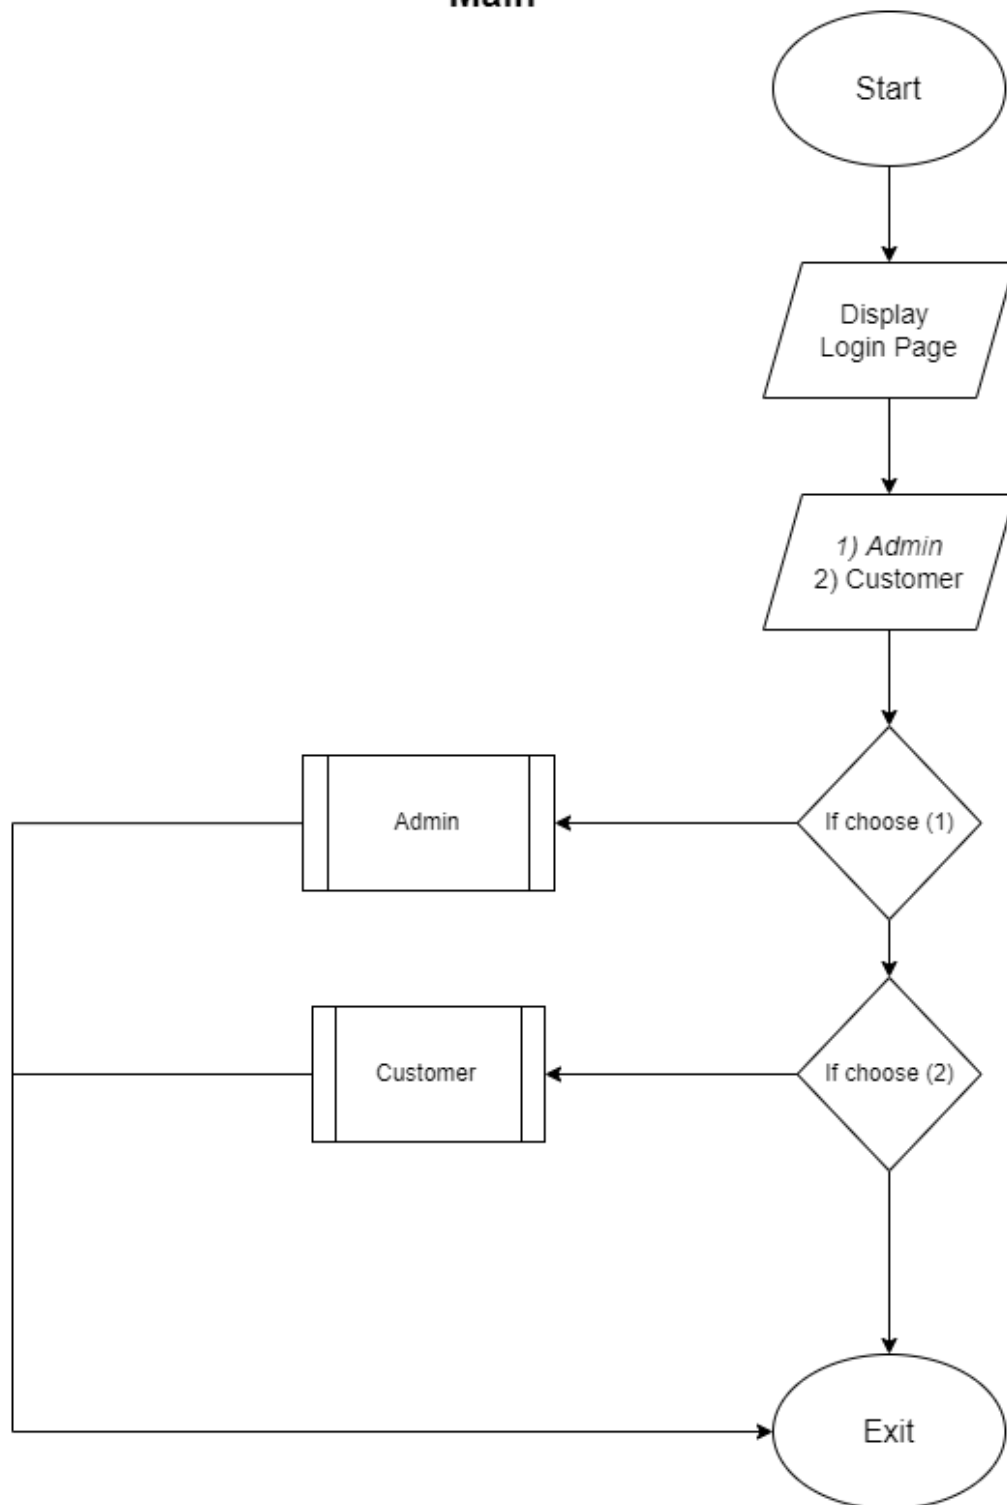 Main
Start
Display
Login Page
1) Admin
2) Customer
If choose (1)
Admin
If choose (2)
Customer
Exit